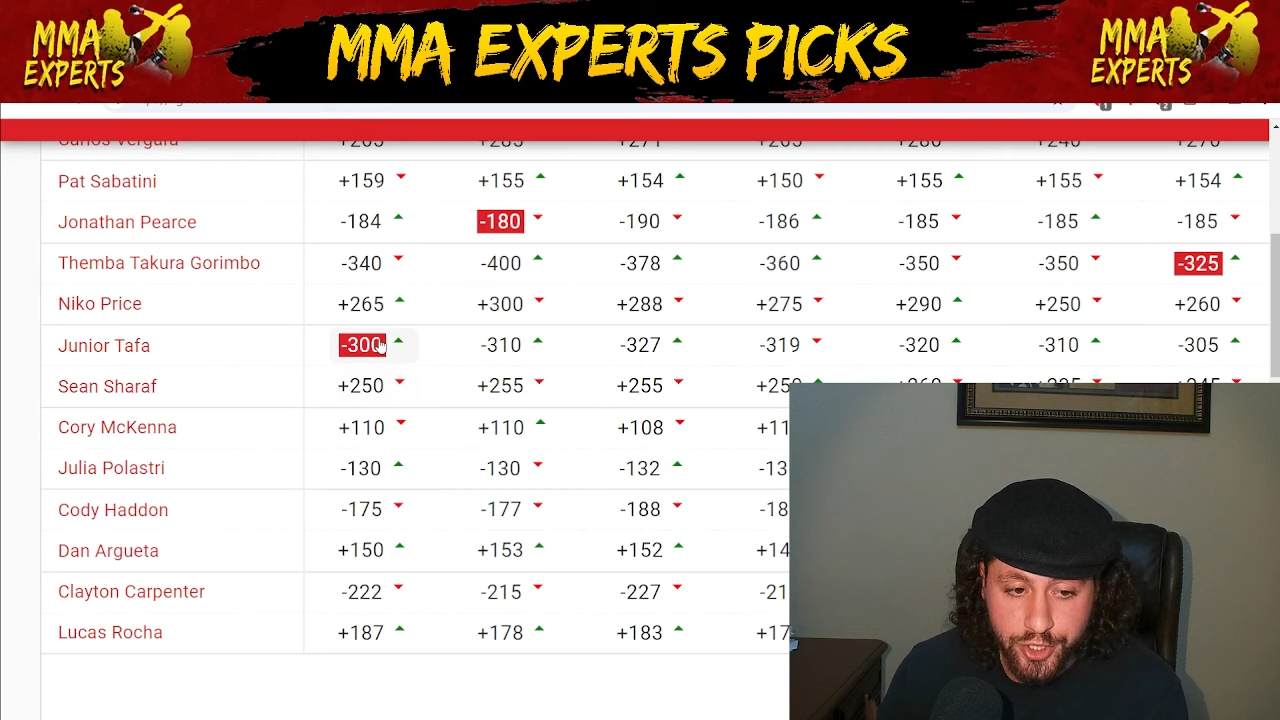 MMA EXPERTS
MMA EXPERTS PICKS
MMA EXPERTS
Carlos Vergara
Pat Sabatini +159 +155 +154 +150 +155 +155 +154
Jonathan Pearce -184 -180 -190 -186 -185 -185 -185
Themba Takura Gorimbo -340 -400 -378 -360 -350 -350 -325
Niko Price +265 +300 +288 +275 +290 +250 +260
Junior Tafa -300 -310 -327 -319 -320 -310 -305
Sean Sharaf +250 +255 +255
Cory McKenna +110 +110 +108
Julia Polastri -130 -130 -132
Cody Haddon -175 -177 -188
Dan Argueta +150 +153 +152
Clayton Carpenter -222 -215 -227
Lucas Rocha +187 +178 +183